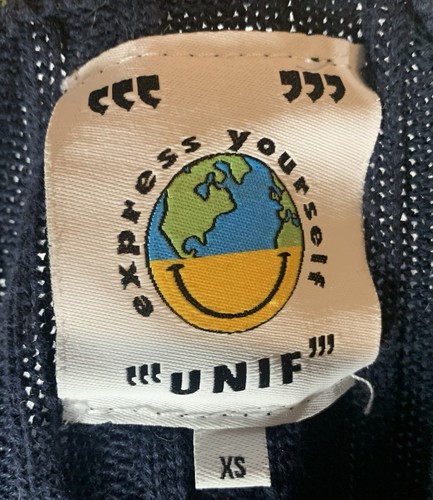 ““‘ ’””
express yourself
““‘UNIF’””
XS